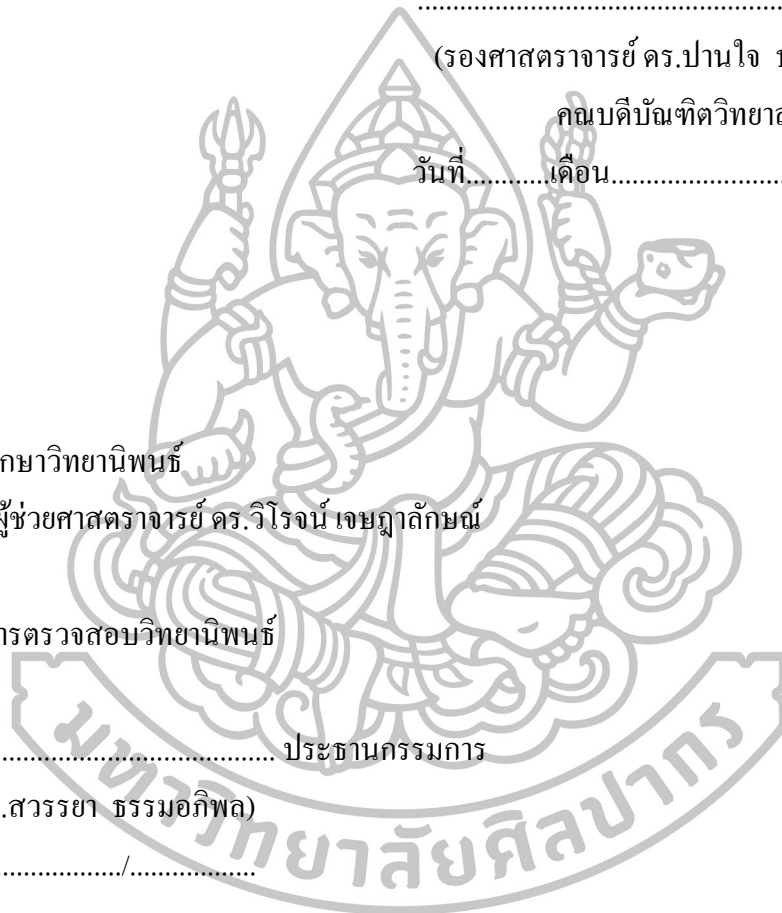 ................................................
(รองศาสตราจารย์ ดร.ปานใจ
คณบดีบัณฑิตวิทยา
วันที่............เดือน........................
กษาวิทยานิพนธ์
ผู้ช่วยศาสตราจารย์ ดร.วิโรจน์ เจษฎาลักษณ์
ารตรวจสอบวิทยานิพนธ์
....................................... ประธานกรรมการ
.สวรรยา ธรรมอภิพล)
................./..................
มหาวิทยาลัยศิลปากร